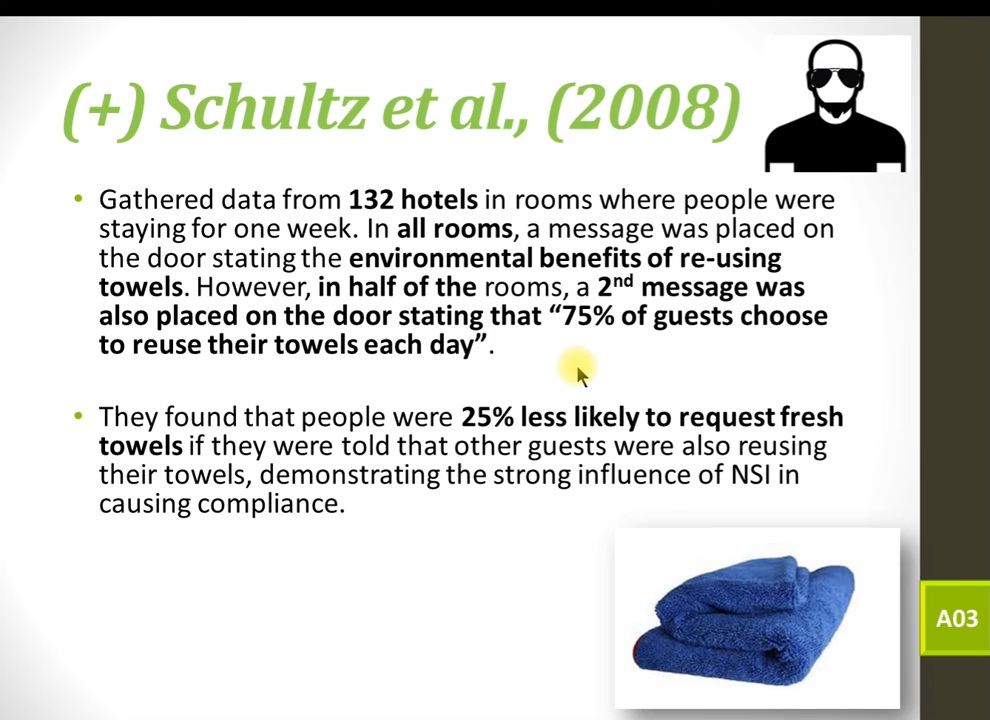 (+) Schultz et al., (2008)
• Gathered data from 132 hotels in rooms where people were
staying for one week. In all rooms, a message was placed on
the door stating the environmental benefits of re-using
towels. However, in half of the rooms, a 2nd message was
also placed on the door stating that “75% of guests choose
to reuse their towels each day”.
• They found that people were 25% less likely to request fresh
towels if they were told that other guests were also reusing
their towels, demonstrating the strong influence of NSI in
causing compliance.
A03